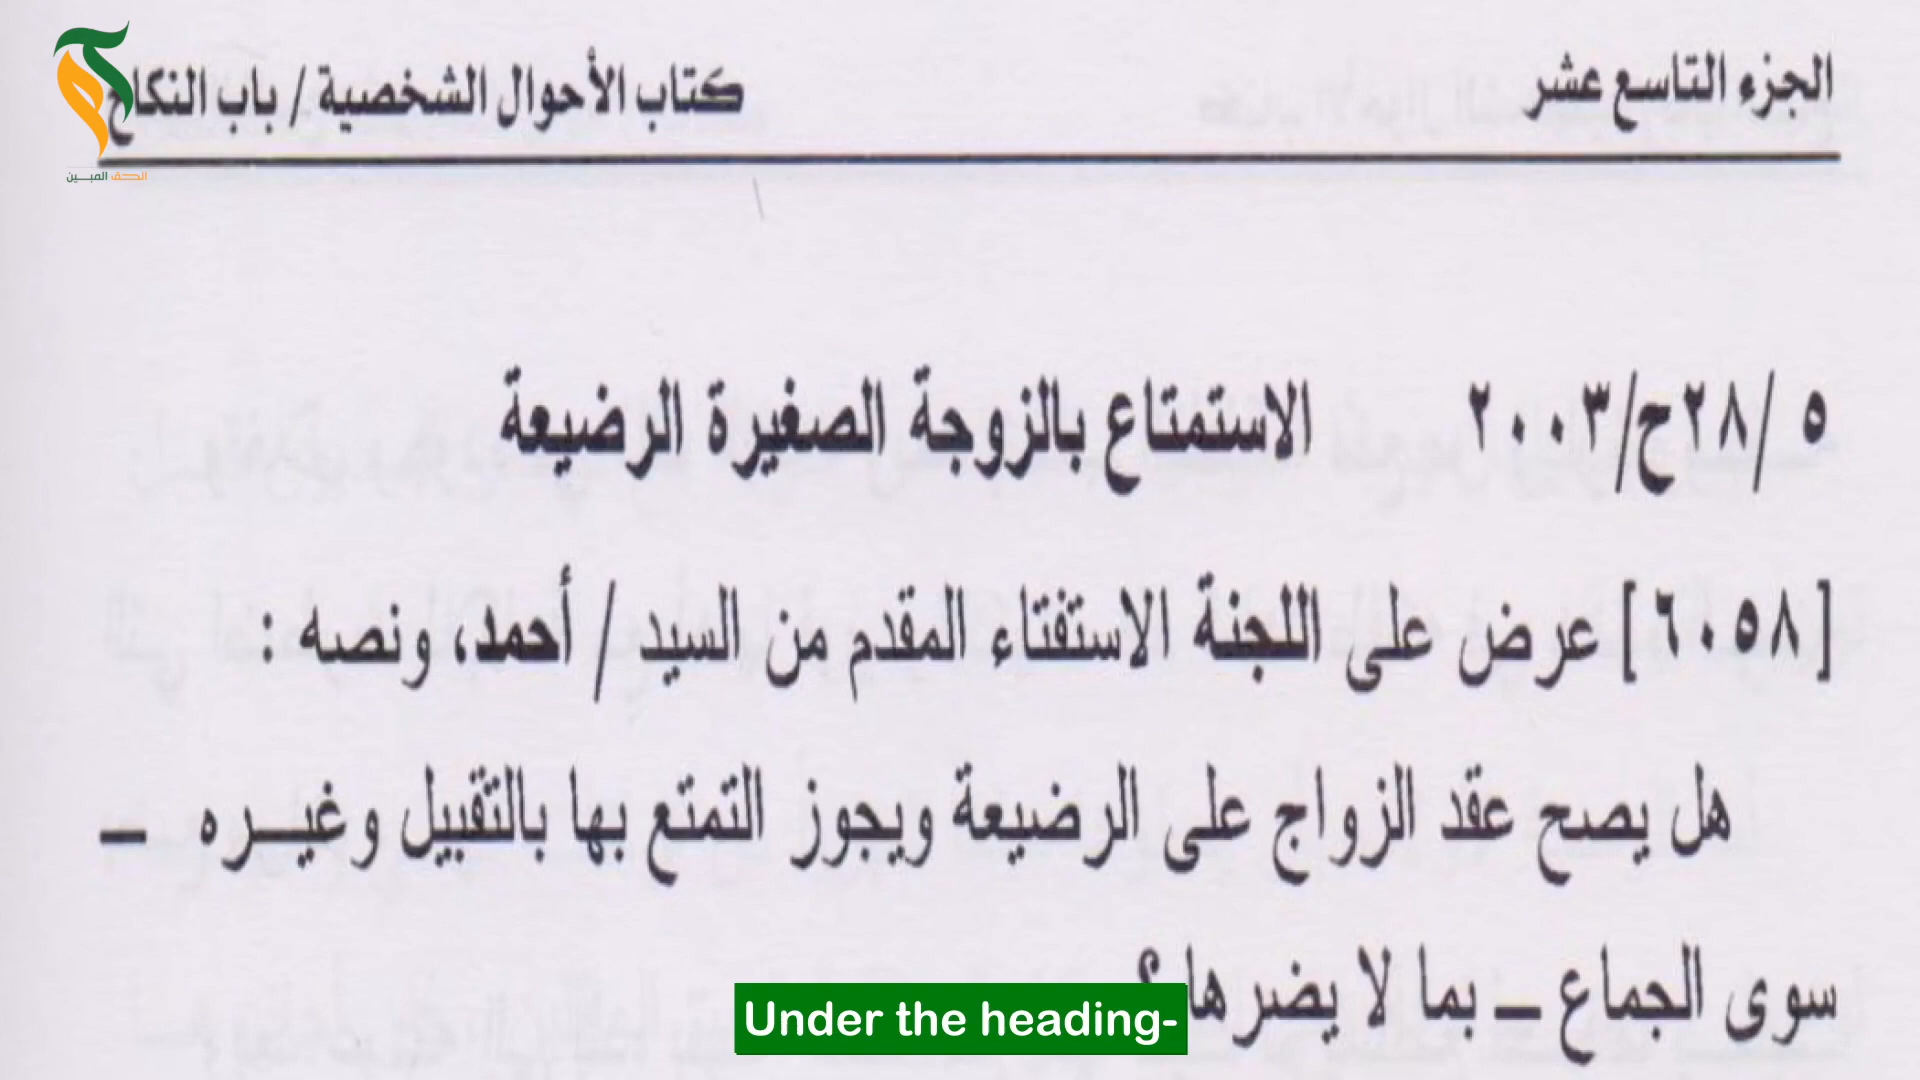 الجزء التاسع عشر
كتاب الأحوال الشخصية / باب النكاح
الحق المبين
٥ /٢٨ح/٢٠٠٣ الاستمتاع بالزوجة الصغيرة الرضيعة
[٦٠٥٨] عرض على اللجنة الاستفتاء المقدم من السيد / أحمد، ونصه :
هل يصح عقد الزواج على الرضيعة ويجوز التمتع بها بالتقبيل وغيـــره –
سوى الجماع – بما لا يضرها ؟
Under the heading-